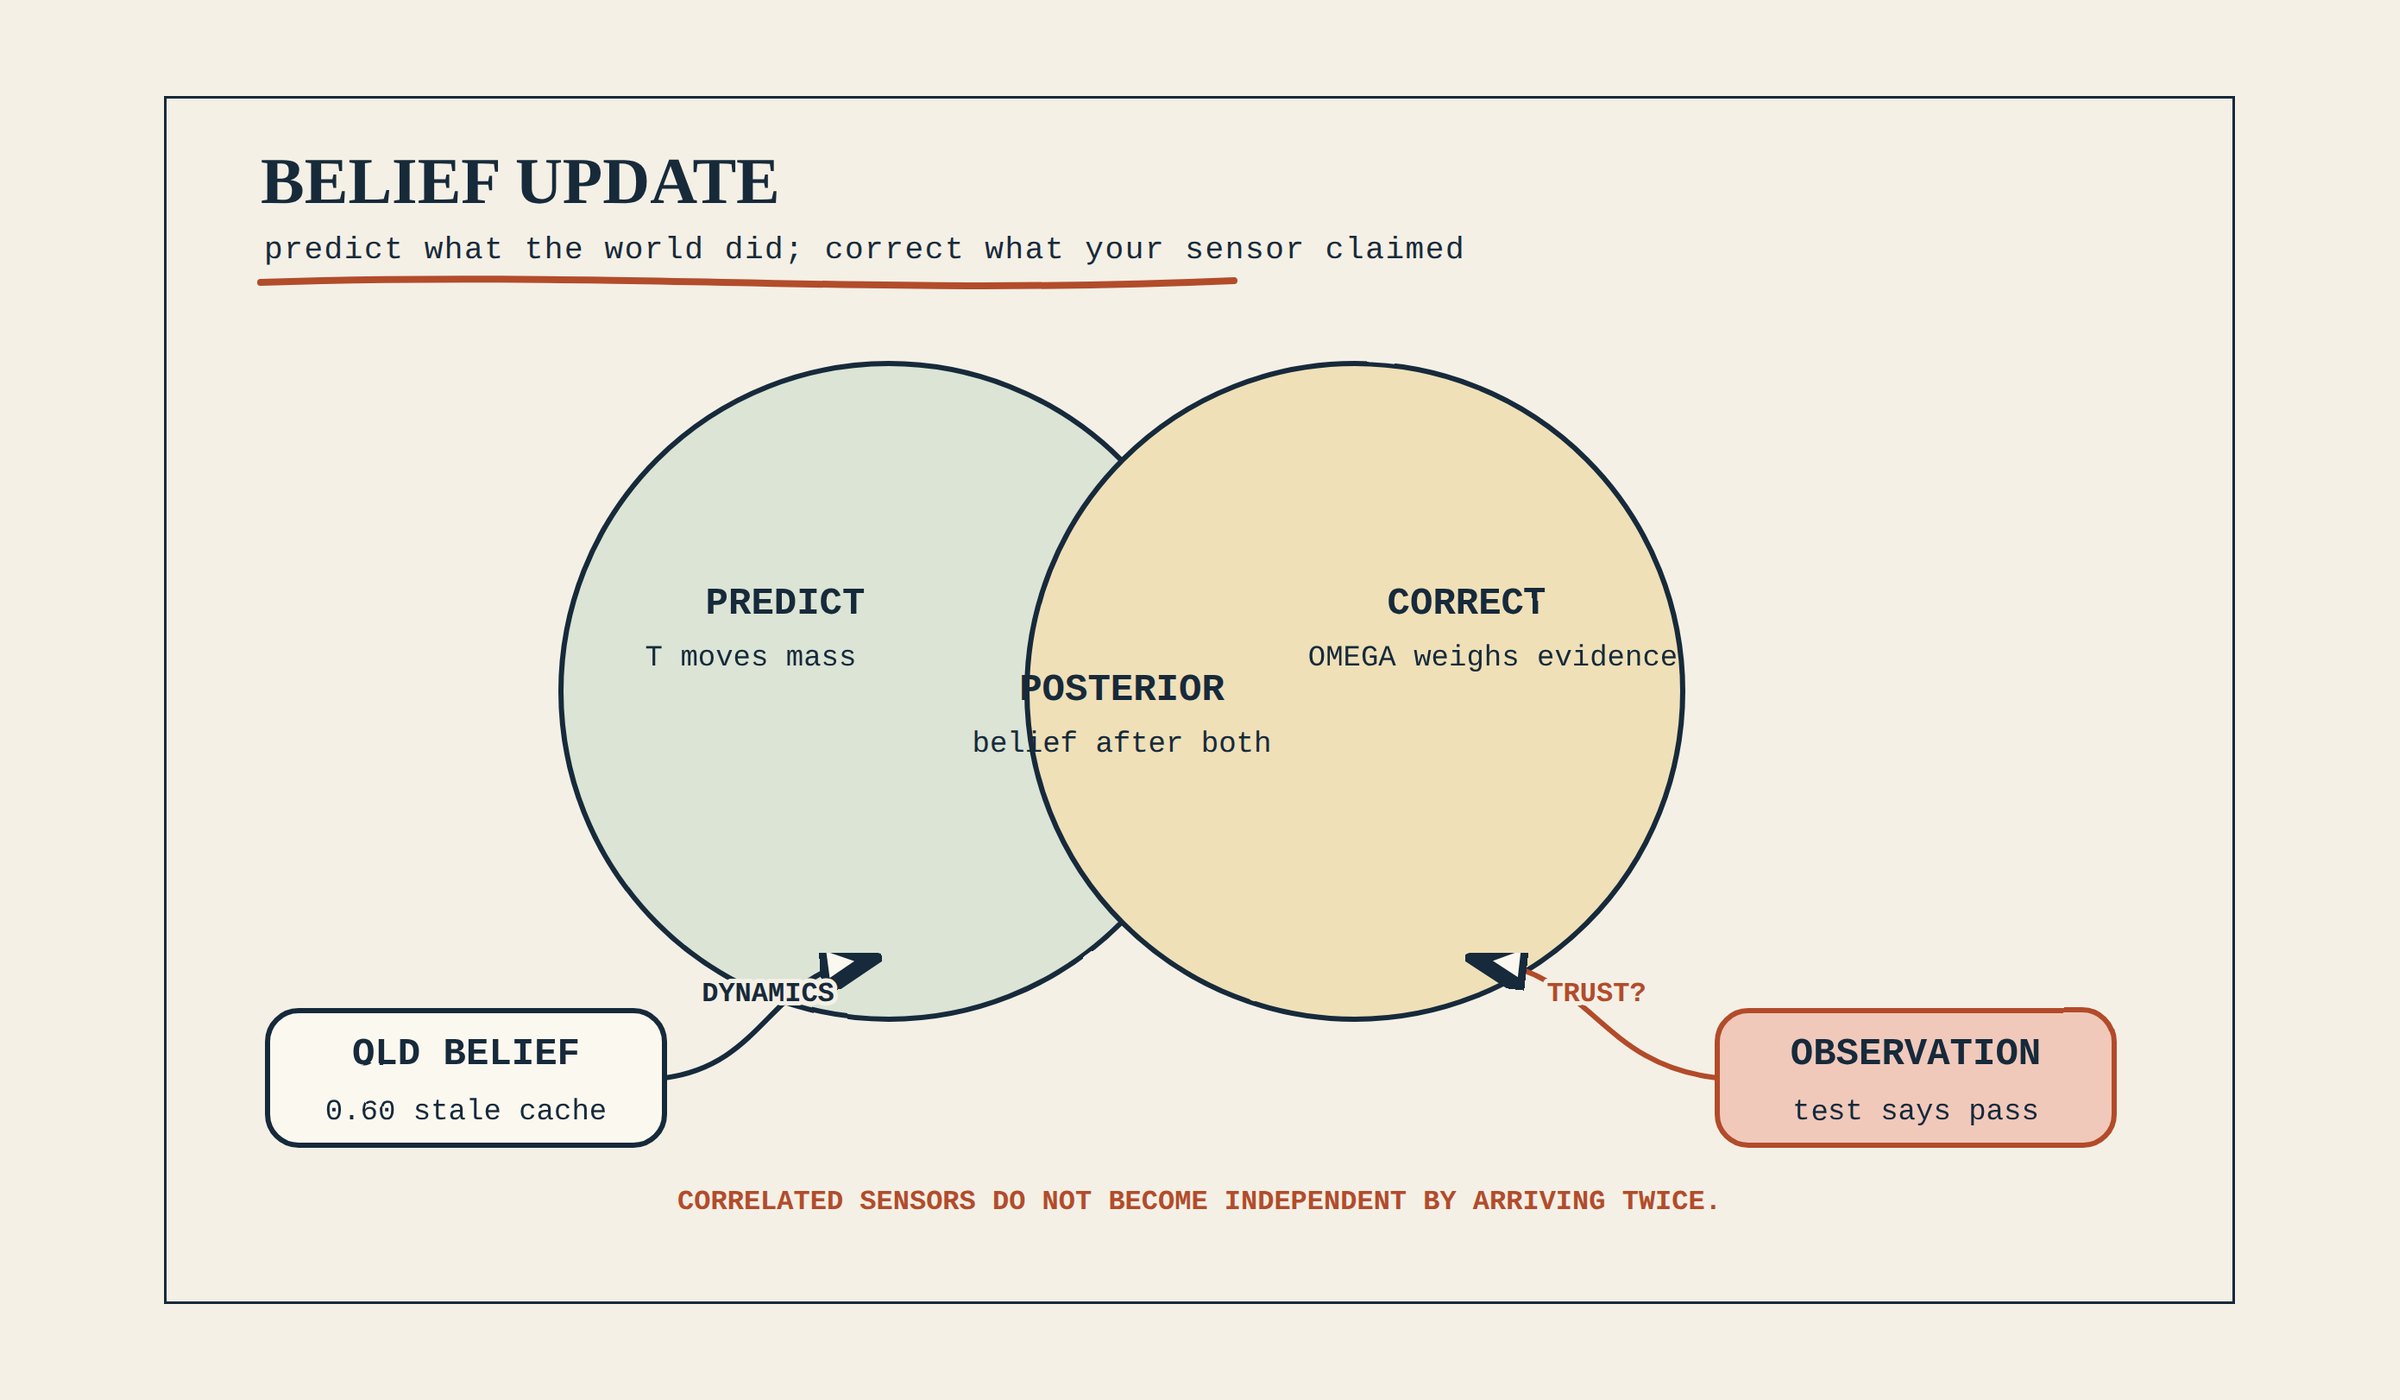 BELIEF UPDATE
predict what the world did; correct what your sensor claimed
PREDICT
T moves mass
CORRECT
OMEGA weighs evidence
POSTERIOR
belief after both
DYNAMICS
TRUST?
OLD BELIEF
0.60 stale cache
OBSERVATION
test says pass
CORRELATED SENSORS DO NOT BECOME INDEPENDENT BY ARRIVING TWICE.